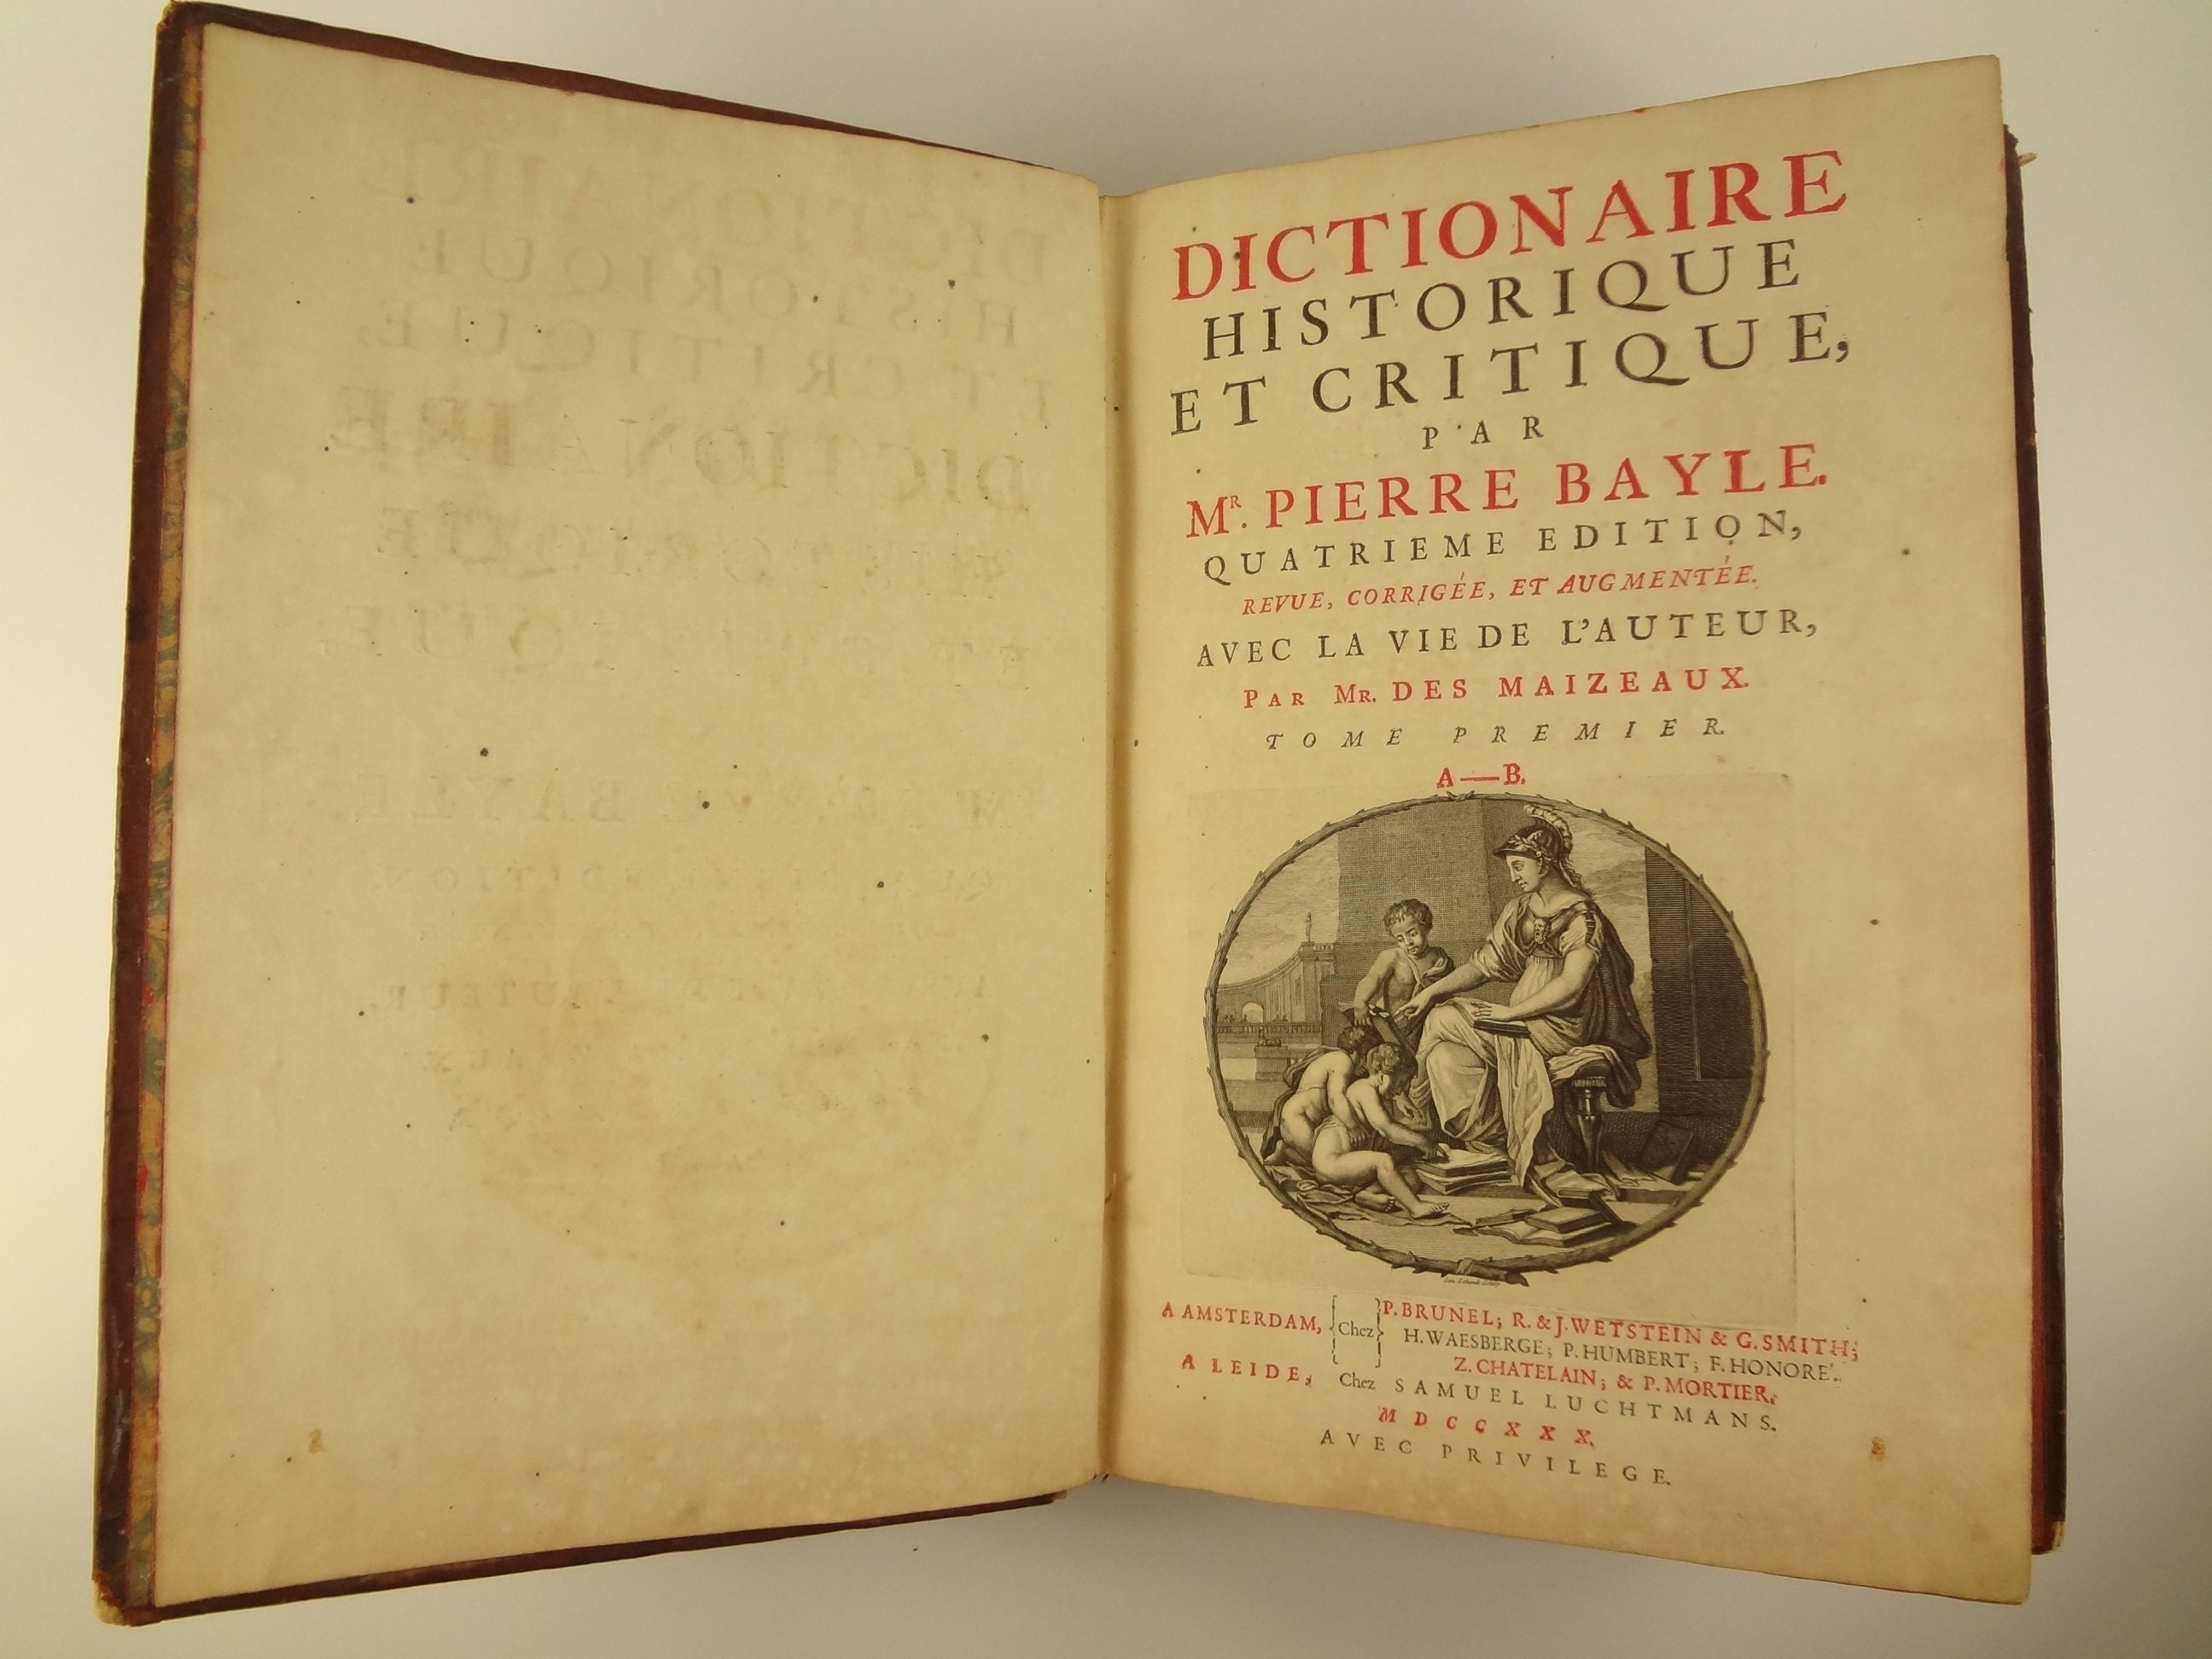 DICTIONAIRE
HISTORIQUE
ET CRITIQUE,
PAR
MR. PIERRE BAYLE.
QUATRIEME EDITION,
REVUE, CORRIGÉE, ET AUGMENTÉE.
AVEC LA VIE DE L'AUTEUR,
PAR MR. DES MAIZEAUX.
TOME PREMIER.
A—B.
A AMSTERDAM, Chez P. BRUNEL; R. & J. WETSTEIN & G. SMITH;
H. WAESBERGE; P. HUMBERT; F. HONORE'.
Z. CHATELAIN; & P. MORTIER.
A LEIDE, Chez SAMUEL LUCHTMANS.
MDCCXXX.
AVEC PRIVILEGE.